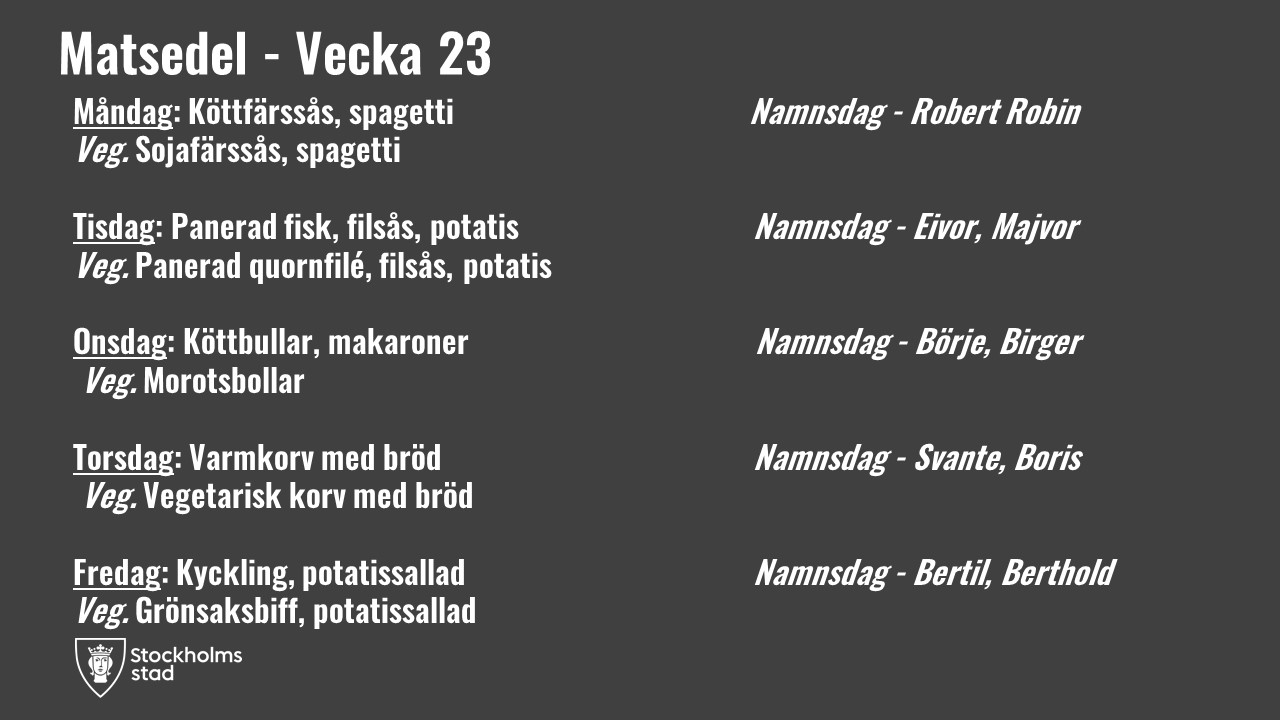 Matsedel - Vecka 23
Måndag: Köttfärssås, spagetti
Namnsdag - Robert Robin
Veg. Sojafärssås, spagetti
Tisdag: Panerad fisk, filsås, potatis
Namnsdag - Eivor, Majvor
Veg. Panerad quornfilé, filsås, potatis
Onsdag: Köttbullar, makaroner
Namnsdag - Börje, Birger
Veg. Morotsbollar
Torsdag: Varmkorv med bröd
Namnsdag - Svante, Boris
Veg. Vegetarisk korv med bröd
Fredag: Kyckling, potatissallad
Namnsdag - Bertil, Berthold
Veg. Grönsaksbiff, potatissallad
Stockholms
stad